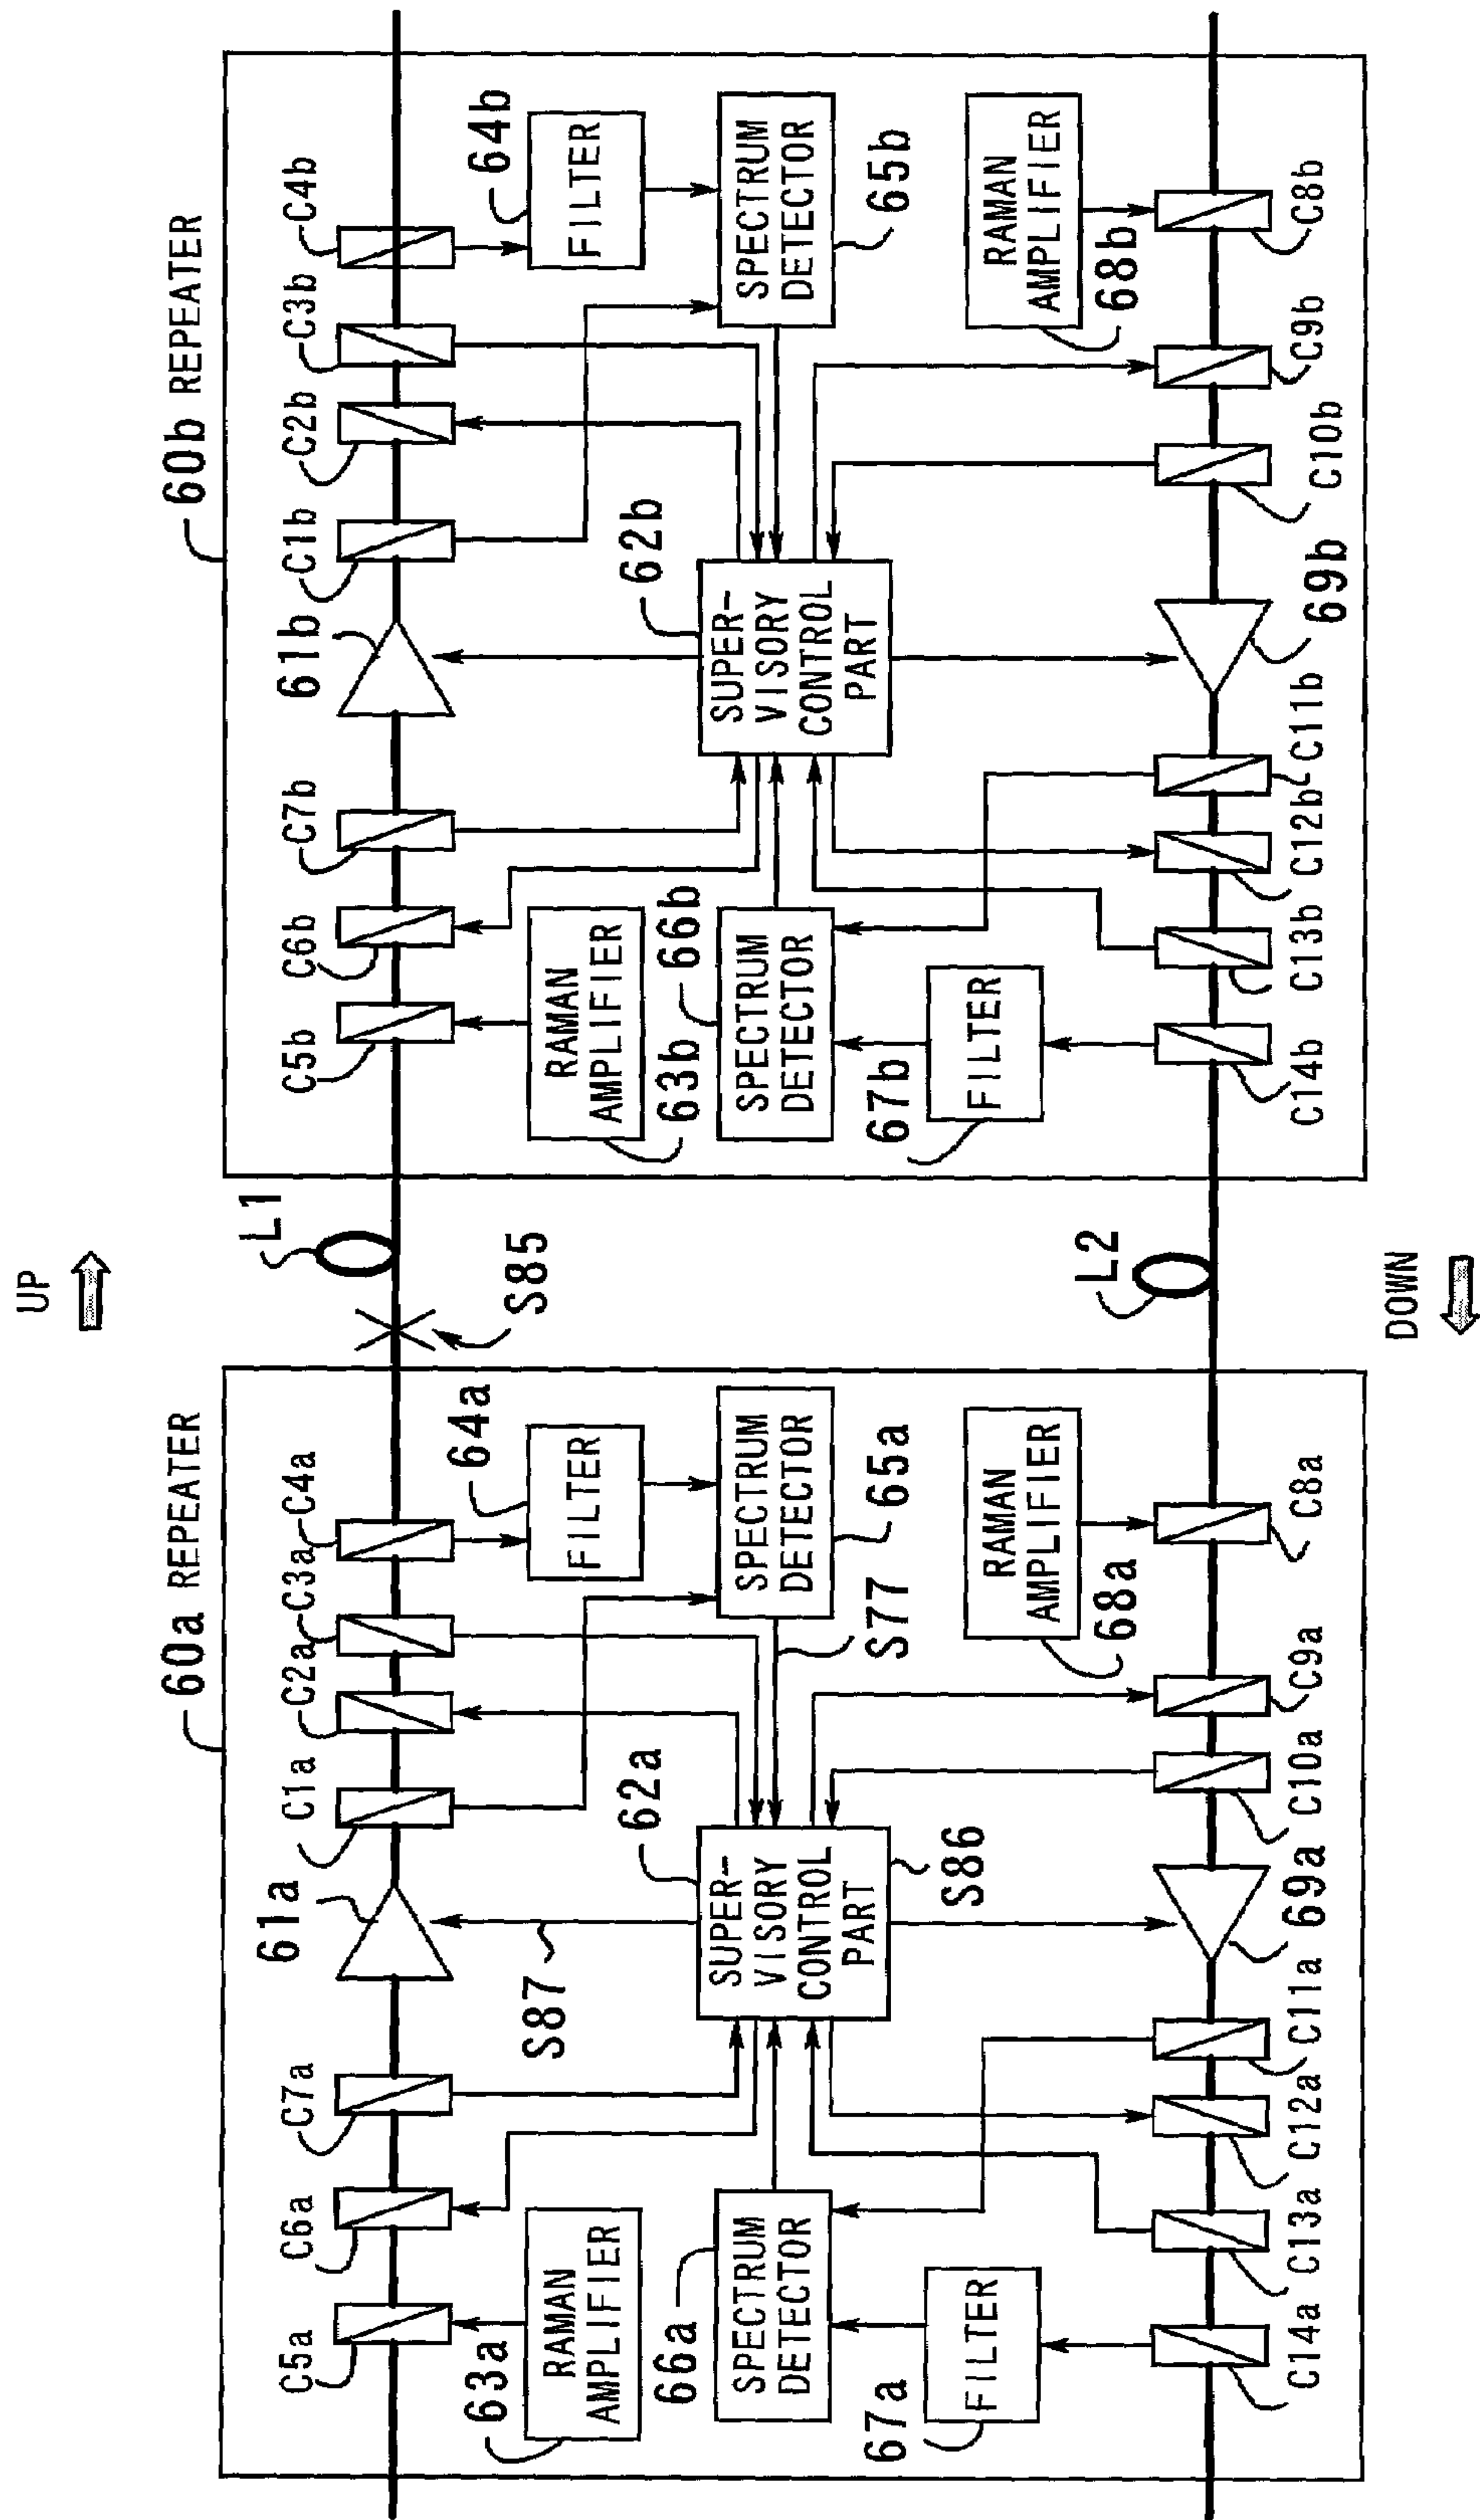 UP
DOWN
60a REPEATER
C5a
C6a
C7a
61a
C1a
C2a
C3a
C4a
63a
RAMAN
AMPLIFIER
S87
62a
SUPER-
VISORY
CONTROL
PART
S86
64a
FILTER
SPECTRUM
DETECTOR
65a
S77
66a
SPECTRUM
DETECTOR
67a
FILTER
RAMAN
AMPLIFIER
68a
C14a
C13a
C12a
C11a
69a
C10a
C9a
C8a
L1
S85
L2
60b REPEATER
C5b
C6b
C7b
61b
C1b
C2b
C3b
C4b
RAMAN
AMPLIFIER
63b
62b
SUPER-
VISORY
CONTROL
PART
64b
FILTER
SPECTRUM
DETECTOR
65b
66b
SPECTRUM
DETECTOR
67b
FILTER
RAMAN
AMPLIFIER
68b
C14b
C13b
C12b
C11b
69b
C10b
C9b
C8b